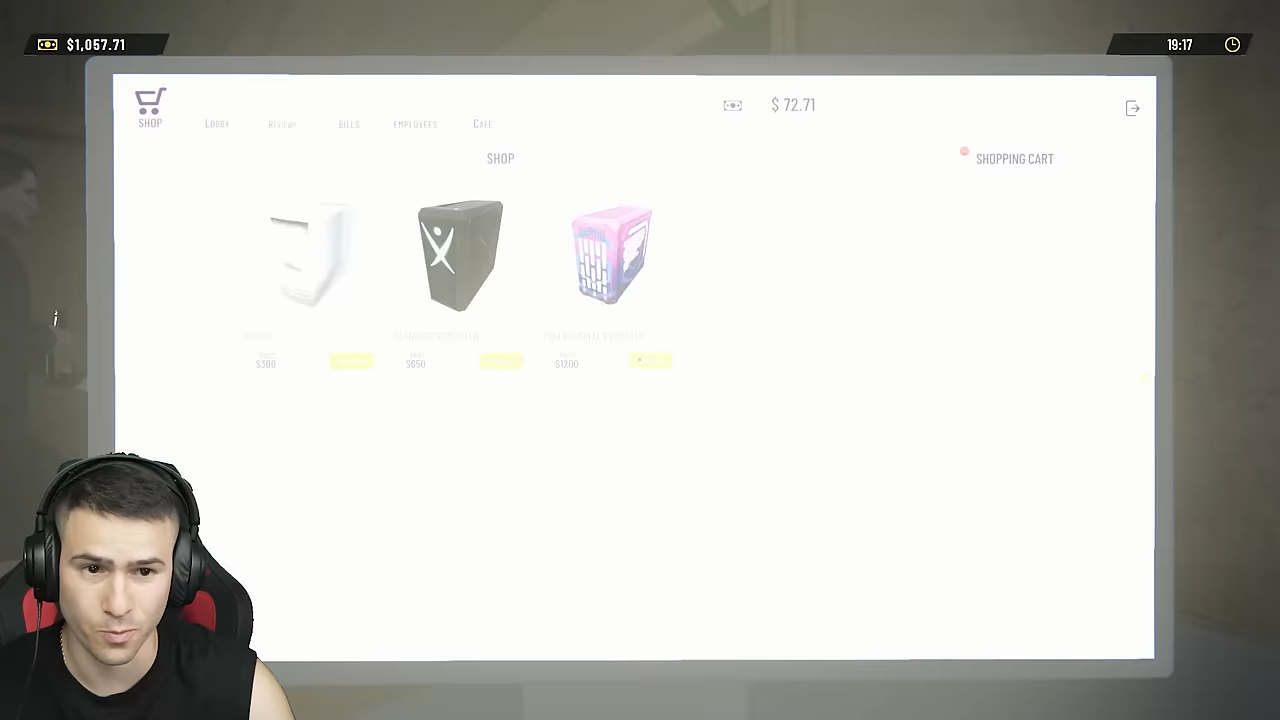 $1,057.71
19:17
$ 72.71
SHOP
LOBBY
REVIEWS
BILLS
EMPLOYEES
CAFE
SHOP
SHOPPING CART
PRICE
$300
$650
$1200